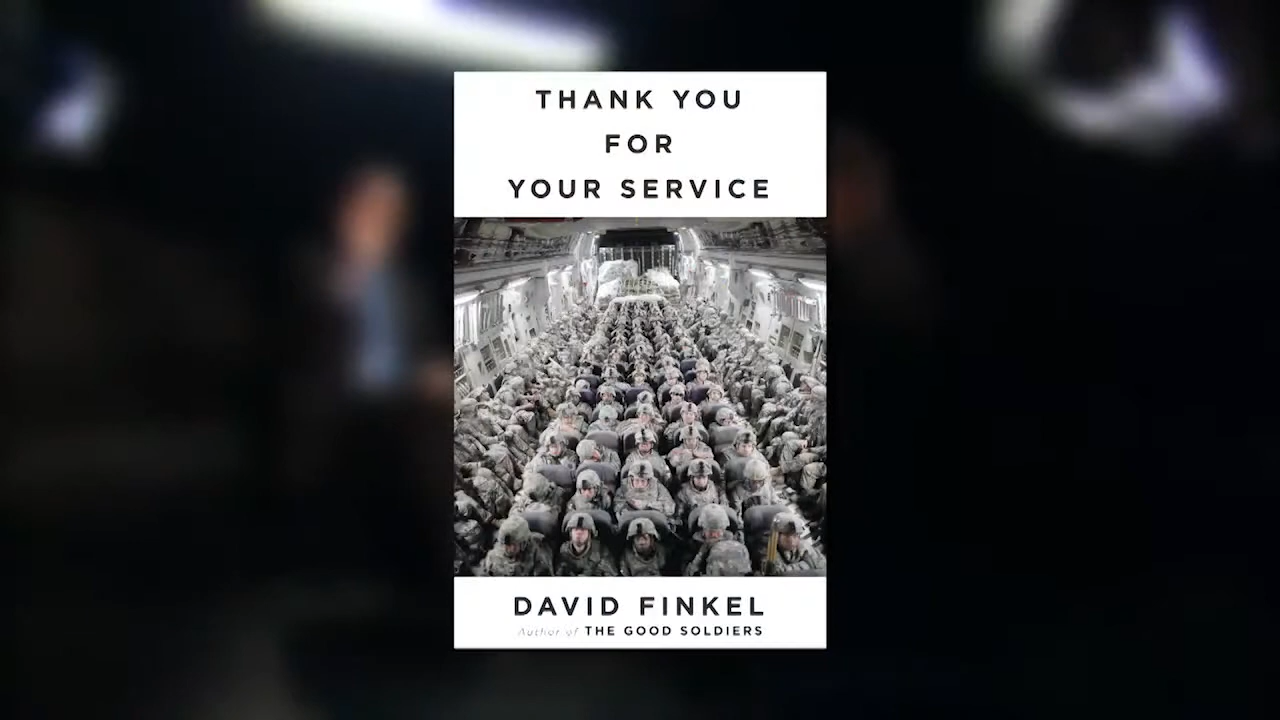 THANK YOU
FOR
YOUR SERVICE
DAVID FINKEL
Author of THE GOOD SOLDIERS